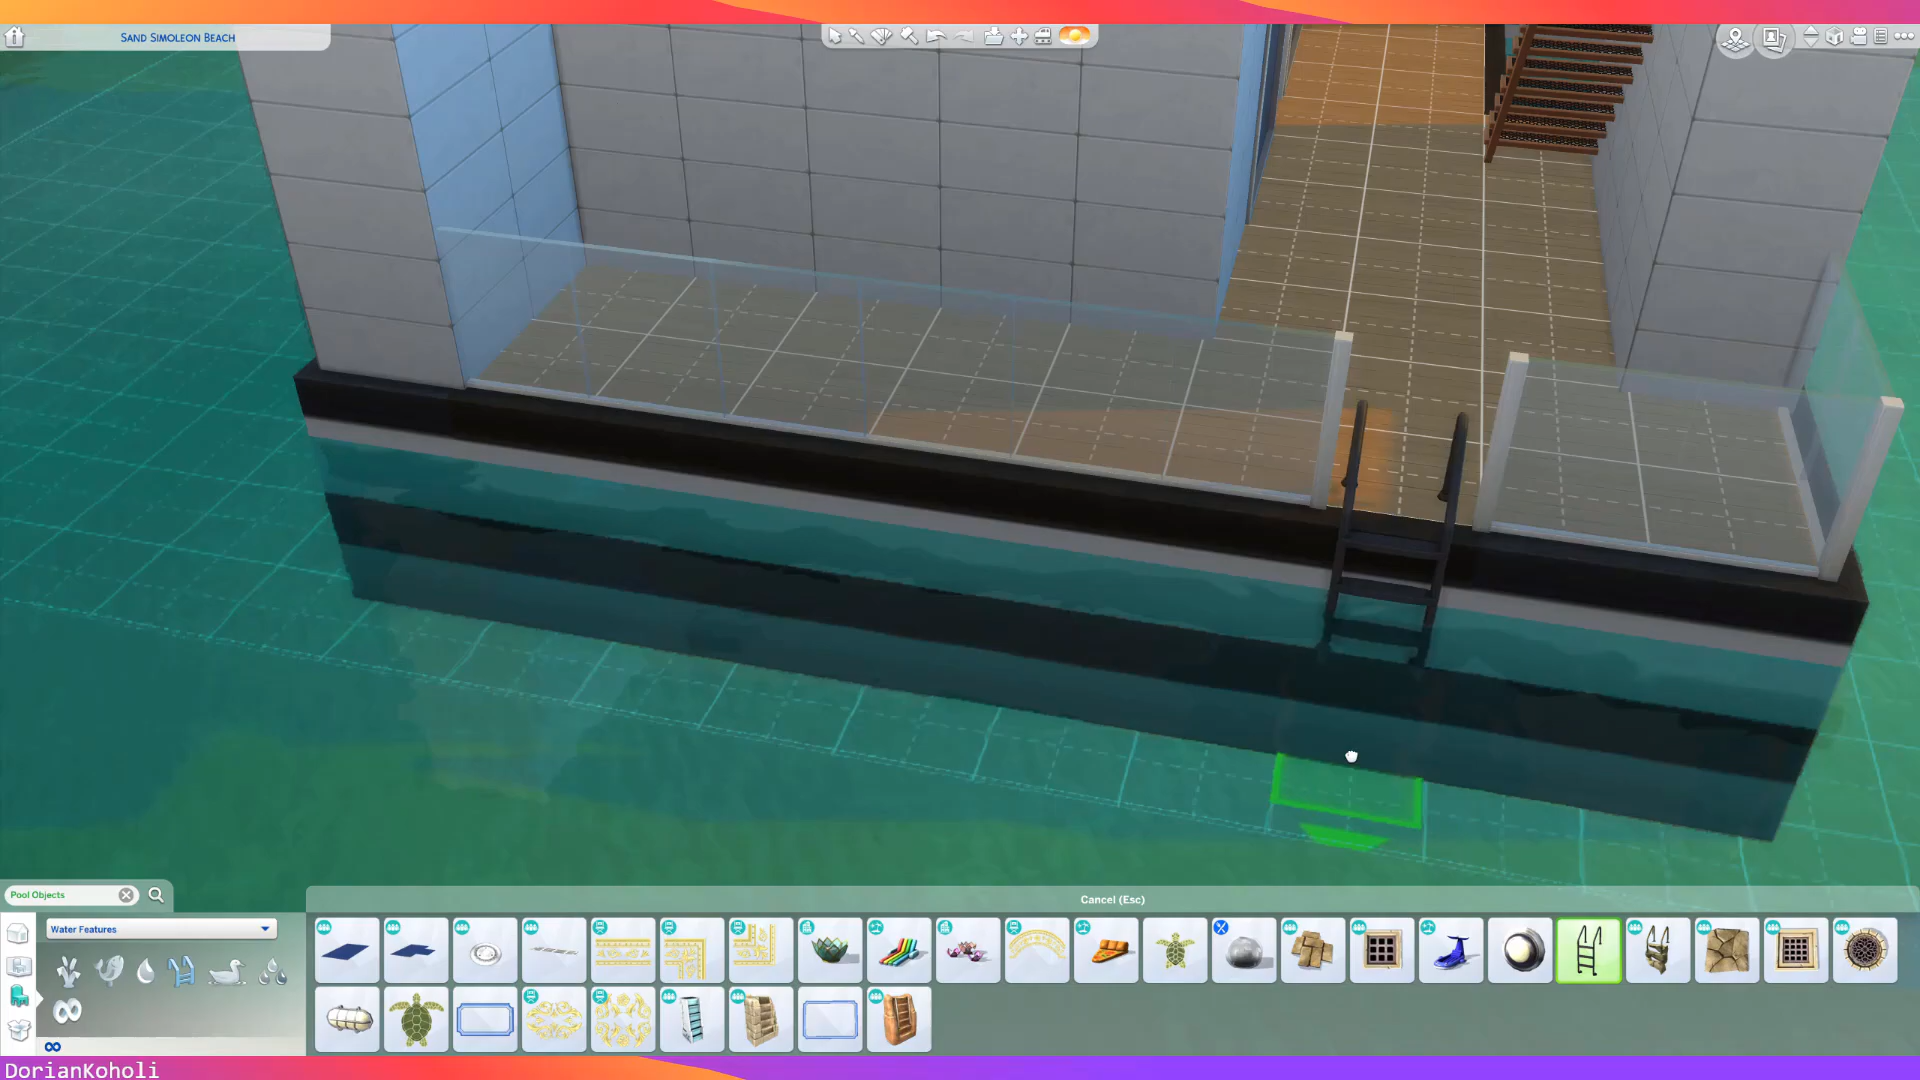 SAND SIMOLEON BEACH
Cancel (Esc)
Pool Objects
Water Features
DorianKoholi